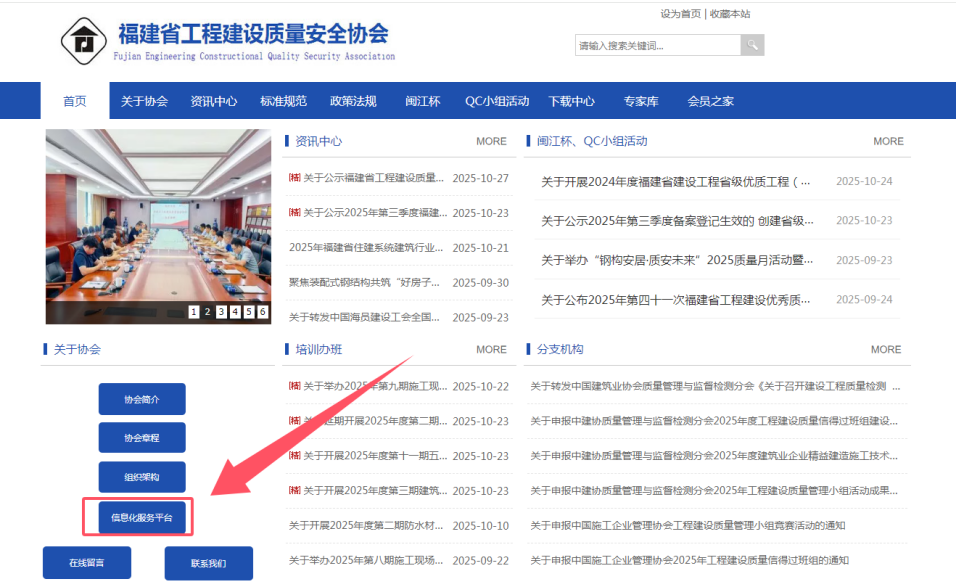 设为首页 | 收藏本站
福建省工程建设质量安全协会
Fujian Engineering Constructional Quality Security Association
请输入搜索关键词...
首页 关于协会 资讯中心 标准规范 政策法规 闽江杯 QC小组活动 下载中心 专家库 会员之家
1 2 3 4 5 6
资讯中心 MORE
[精] 关于公示福建省工程建设质量... 2025-10-27
[精] 关于公示2025年第三季度福建... 2025-10-23
2025年福建省住建系统建筑行业... 2025-10-21
聚焦装配式钢结构共筑“好房子... 2025-09-30
关于转发中国海员建设工会全国... 2025-09-23
闽江杯、QC小组活动 MORE
关于开展2024年度福建省建设工程省级优质工程（... 2025-10-24
关于公示2025年第三季度备案登记生效的 创建省级... 2025-10-23
关于举办“钢构安居·质安未来”2025质量月活动暨... 2025-09-23
关于公布2025年第四十一次福建省工程建设优秀质... 2025-09-24
关于协会
协会简介
协会章程
组织架构
信息化服务平台
在线留言 联系我们
培训办班 MORE
[精] 关于举办2025年第九期施工现... 2025-10-22
[精] 关于延期开展2025年度第二期... 2025-10-23
[精] 关于开展2025年度第十一期五... 2025-10-23
[精] 关于开展2025年度第三期建筑... 2025-10-23
关于开展2025年度第二期防水材... 2025-10-10
关于举办2025年第八期施工现场... 2025-09-22
分支机构 MORE
关于转发中国建筑业协会质量管理与监督检测分会《关于召开建设工程质量检测 ...
关于申报中建协质量管理与监督检测分会2025年度工程建设质量信得过班组建设...
关于申报中建协质量管理与监督检测分会2025年度建筑业企业精益建造施工技术...
关于申报中建协质量管理与监督检测分会2025年工程建设质量管理小组活动成果...
关于申报中国施工企业管理协会工程建设质量管理小组竞赛活动的通知
关于申报中国施工企业管理协会2025年工程建设质量信得过班组的通知